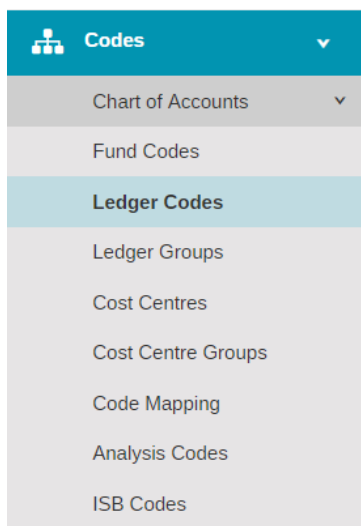 Codes
Chart of Accounts
Fund Codes
Ledger Codes
Ledger Groups
Cost Centres
Cost Centre Groups
Code Mapping
Analysis Codes
ISB Codes